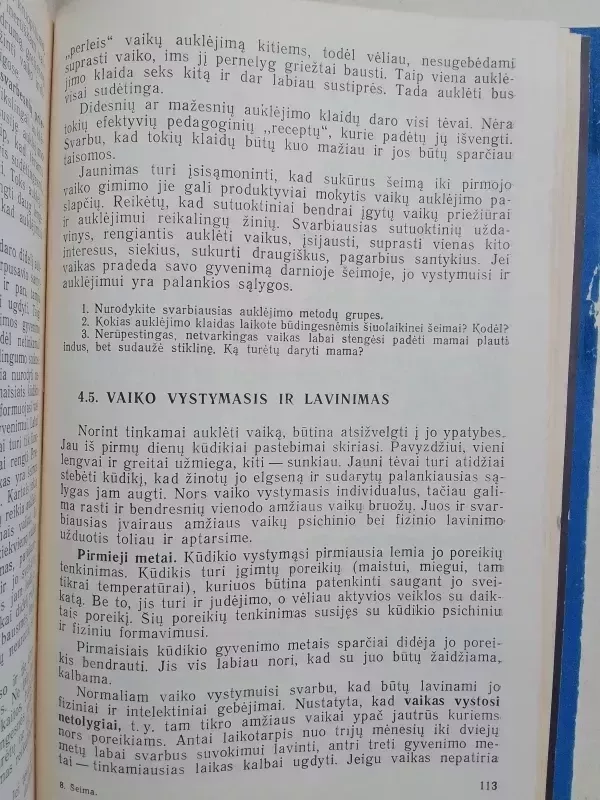 „perleis” vaikų auklėjimą kitiems, todėl vėliau, nesugebėdami
suprasti vaiko, ims jį pernelyg griežtai bausti. Taip viena auklė-
jimo klaida seks kitą ir dar labiau sustiprės. Tada auklėti bus
visai sudėtinga.
Didesnių ar mažesnių auklėjimo klaidų daro visi tėvai. Nėra
tokių efektyvių pedagoginių „receptų”, kurie padėtų jų išvengti.
Svarbu, kad tokių klaidų būtų kuo mažiau ir jos būtų sparčiau
taisomos.
Jaunimas turi įsisąmoninti, kad sukūrus šeimą iki pirmojo
vaiko gimimo jie gali produktyviai mokytis vaikų auklėjimo pa-
slapčių. Reikėtų, kad sutuoktiniai bendrai įgytų vaikų priežiūrai
ir auklėjimui reikalingų žinių. Svarbiausias sutuoktinių užda-
vinys, rengiantis auklėti vaikus, įsijausti, suprasti vienas kito
interesus, siekius, sukurti draugiškus, pagarbius santykius. Jei
vaikas pradeda savo gyvenimą darnioje šeimoje, jo vystymuisi ir
auklėjimui yra palankios sąlygos.
1. Nurodykite svarbiausias auklėjimo metodų grupes.
2. Kokias auklėjimo klaidas laikote būdingesnėmis šiuolaikinei šeimai? Kodėl?
3. Nerūpestingas, netvarkingas vaikas labai stengėsi padėti mamai plauti
indus, bet sudaužė stiklinę. Ką turėtų daryti mama?
4.5. VAIKO VYSTYMASIS IR LAVINIMAS
Norint tinkamai auklėti vaiką, būtina atsižvelgti į jo ypatybes.
Jau iš pirmų dienų kūdikiai pastebimai skiriasi. Pavyzdžiui, vieni
lengvai ir greitai užmiega, kiti — sunkiau. Jauni tėvai turi atidžiai
stebėti kūdikį, kad žinotų jo elgseną ir sudarytų palankiausias są-
lygas jam augti. Nors vaiko vystymasis individualus, tačiau gali-
ma rasti ir bendresnių vienodo amžiaus vaikų bruožų. Juos ir svar-
biausius įvairaus amžiaus vaikų psichinio bei fizinio lavinimo
užduotis toliau ir aptarsime.
Pirmieji metai. Kūdikio vystymąsi pirmiausia lemia jo poreikių
tenkinimas. Kūdikis turi įgimtų poreikių (maistui, miegui, tam
tikrai temperatūrai), kuriuos būtina patenkinti saugant jo svei-
katą. Be to, jis turi ir judėjimo, o vėliau aktyvios veiklos su daik-
tais poreikį. Šių poreikių tenkinimas susijęs su kūdikio psichiniu
ir fiziniu formavimusi.
Pirmaisiais kūdikio gyvenimo metais sparčiai didėja jo porei-
kis bendrauti. Jis vis labiau nori, kad su juo būtų žaidžiama,
kalbama.
Normaliam vaiko vystymuisi svarbu, kad būtų lavinami jo
fiziniai ir intelektiniai gebėjimai. Nustatyta, kad vaikas vystosi
netolygiai, t. y. tam tikro amžiaus vaikai ypač jautrūs kuriems
nors poreikiams. Antai laikotarpis nuo trijų mėnesių iki dviejų
metų labai svarbus suvokimui lavinti, antri treti gyvenimo me-
tai — tinkamiausias laikas kalbai ugdyti. Jeigu vaikas nepatiria
8. Šeima.
113